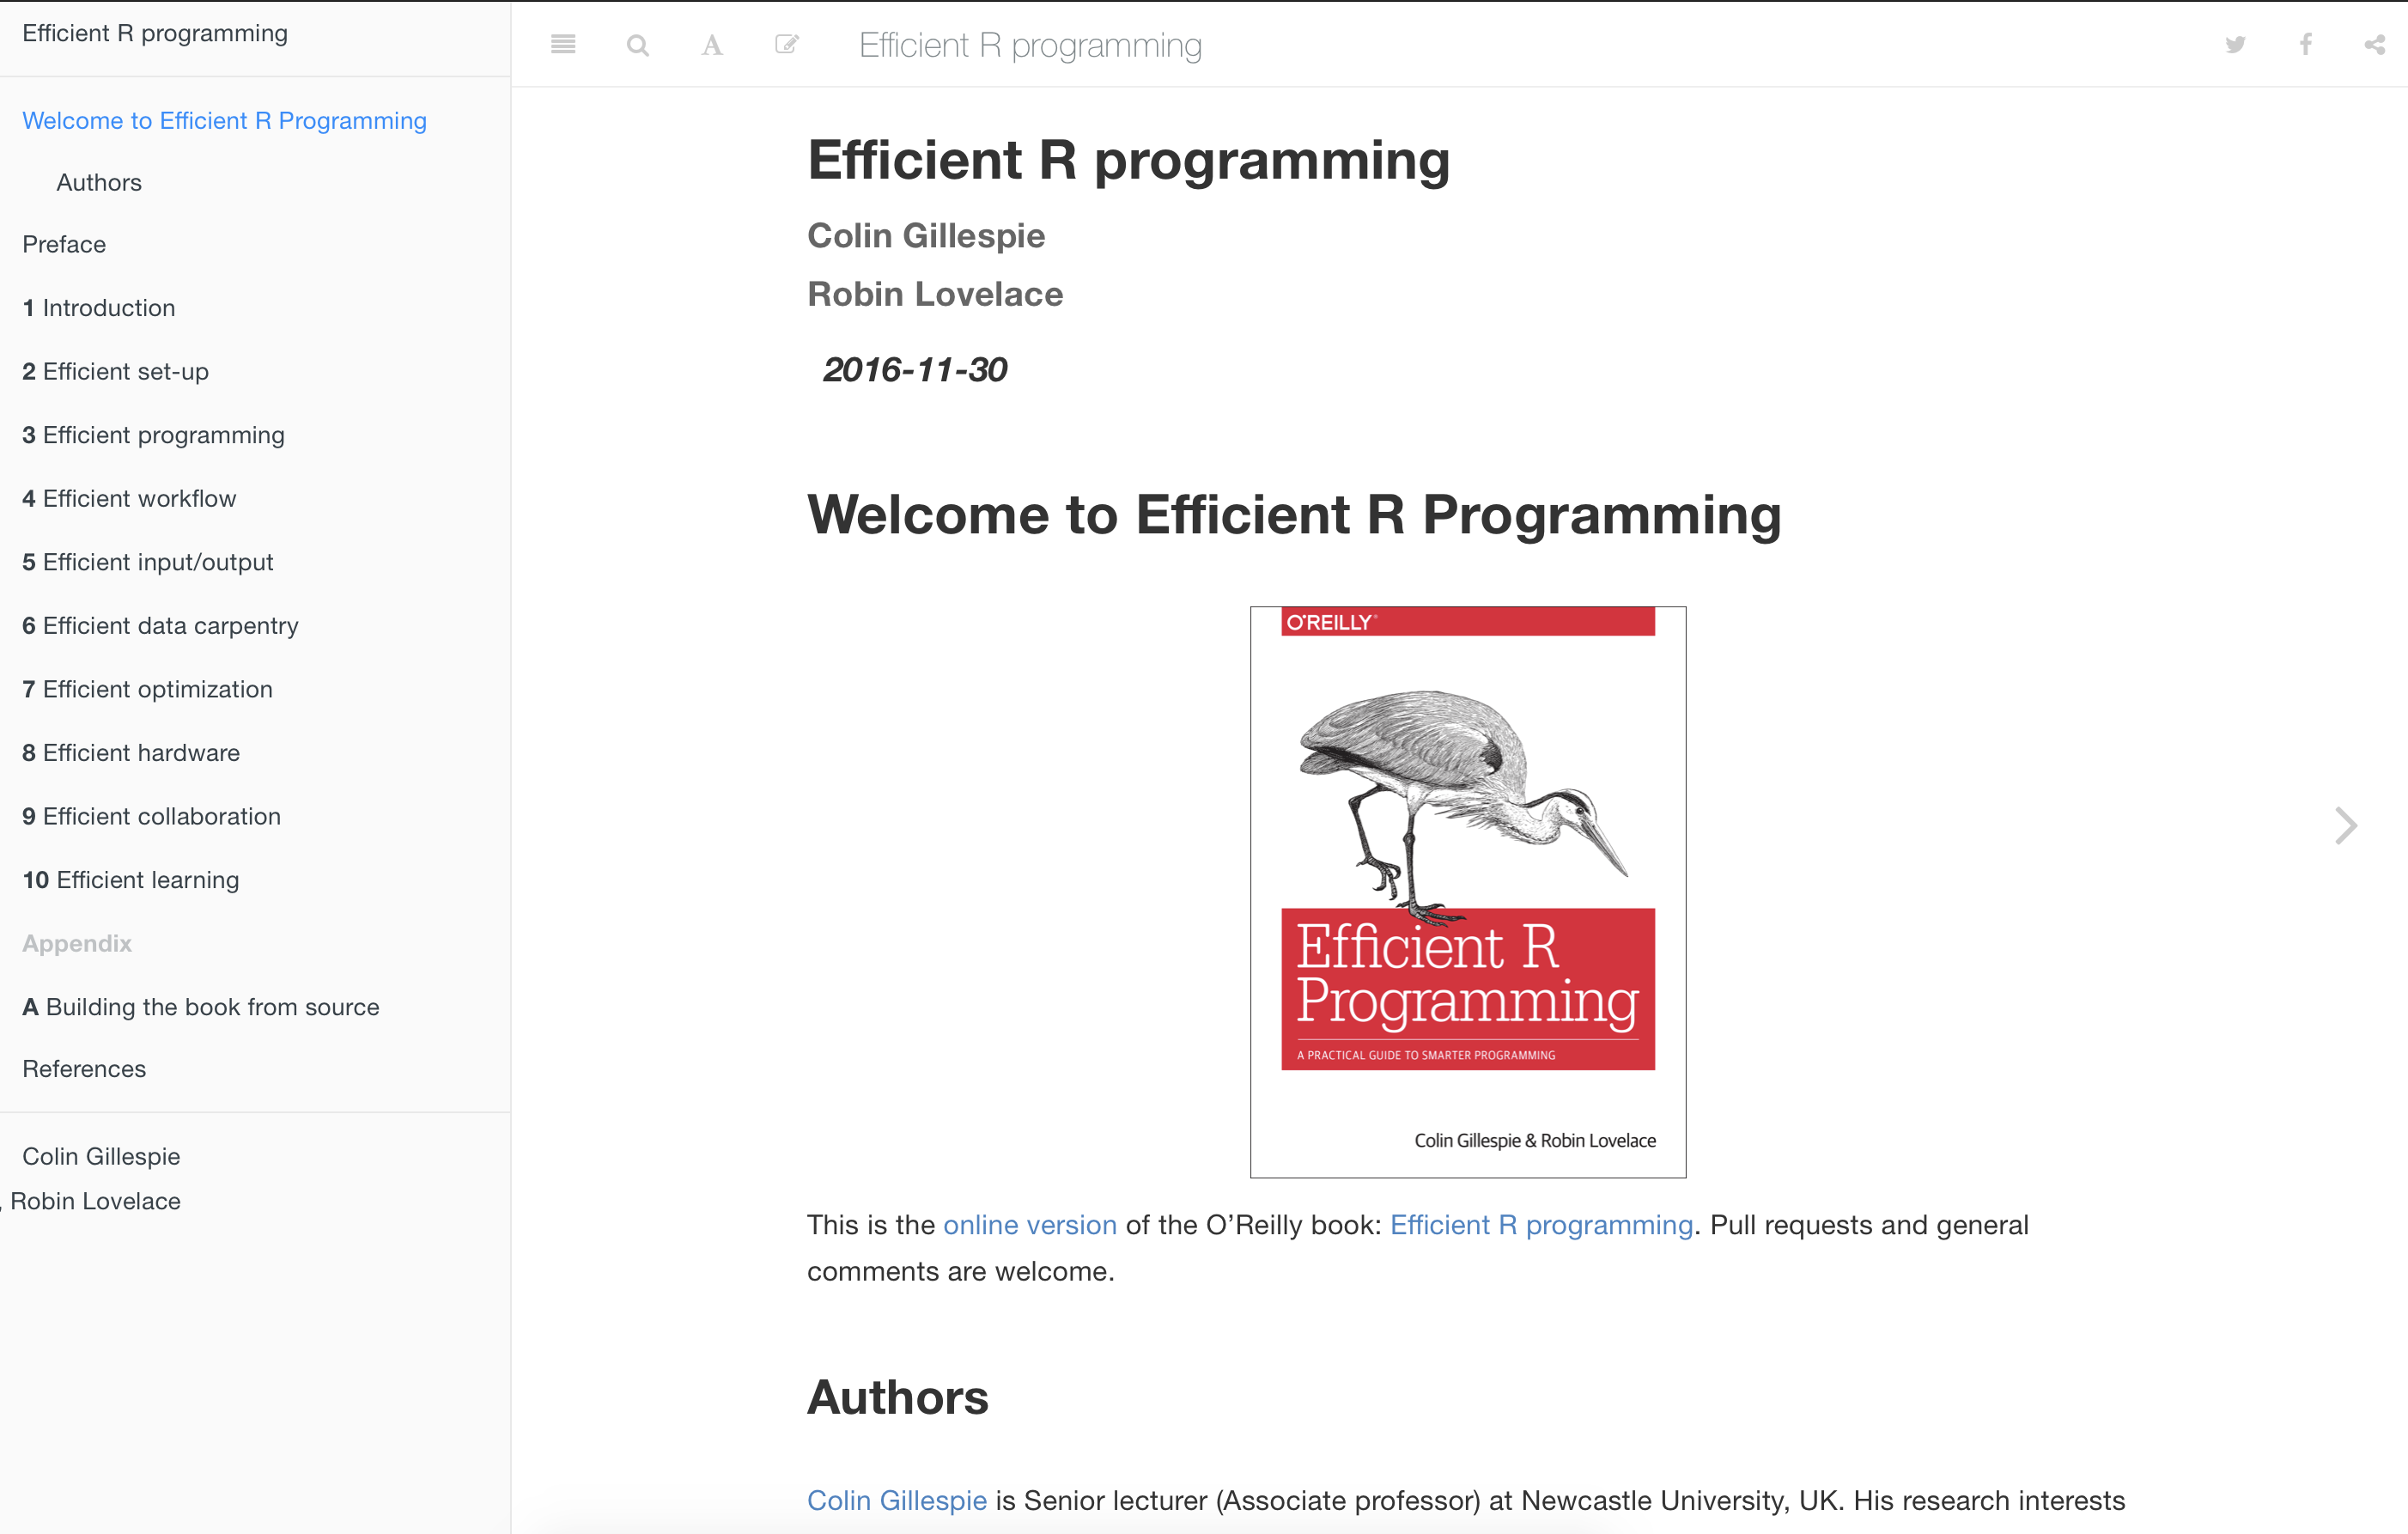 Efficient R programming
Welcome to Efficient R Programming
Authors
Preface
1 Introduction
2 Efficient set-up
3 Efficient programming
4 Efficient workflow
5 Efficient input/output
6 Efficient data carpentry
7 Efficient optimization
8 Efficient hardware
9 Efficient collaboration
10 Efficient learning
Appendix
A Building the book from source
References
Colin Gillespie
, Robin Lovelace
Efficient R programming
Efficient R programming
Colin Gillespie
Robin Lovelace
2016-11-30
Welcome to Efficient R Programming
O'REILLY®
Efficient R
Programming
A PRACTICAL GUIDE TO SMARTER PROGRAMMING
Colin Gillespie & Robin Lovelace
This is the online version of the O’Reilly book: Efficient R programming. Pull requests and general
comments are welcome.
Authors
Colin Gillespie is Senior lecturer (Associate professor) at Newcastle University, UK. His research interests